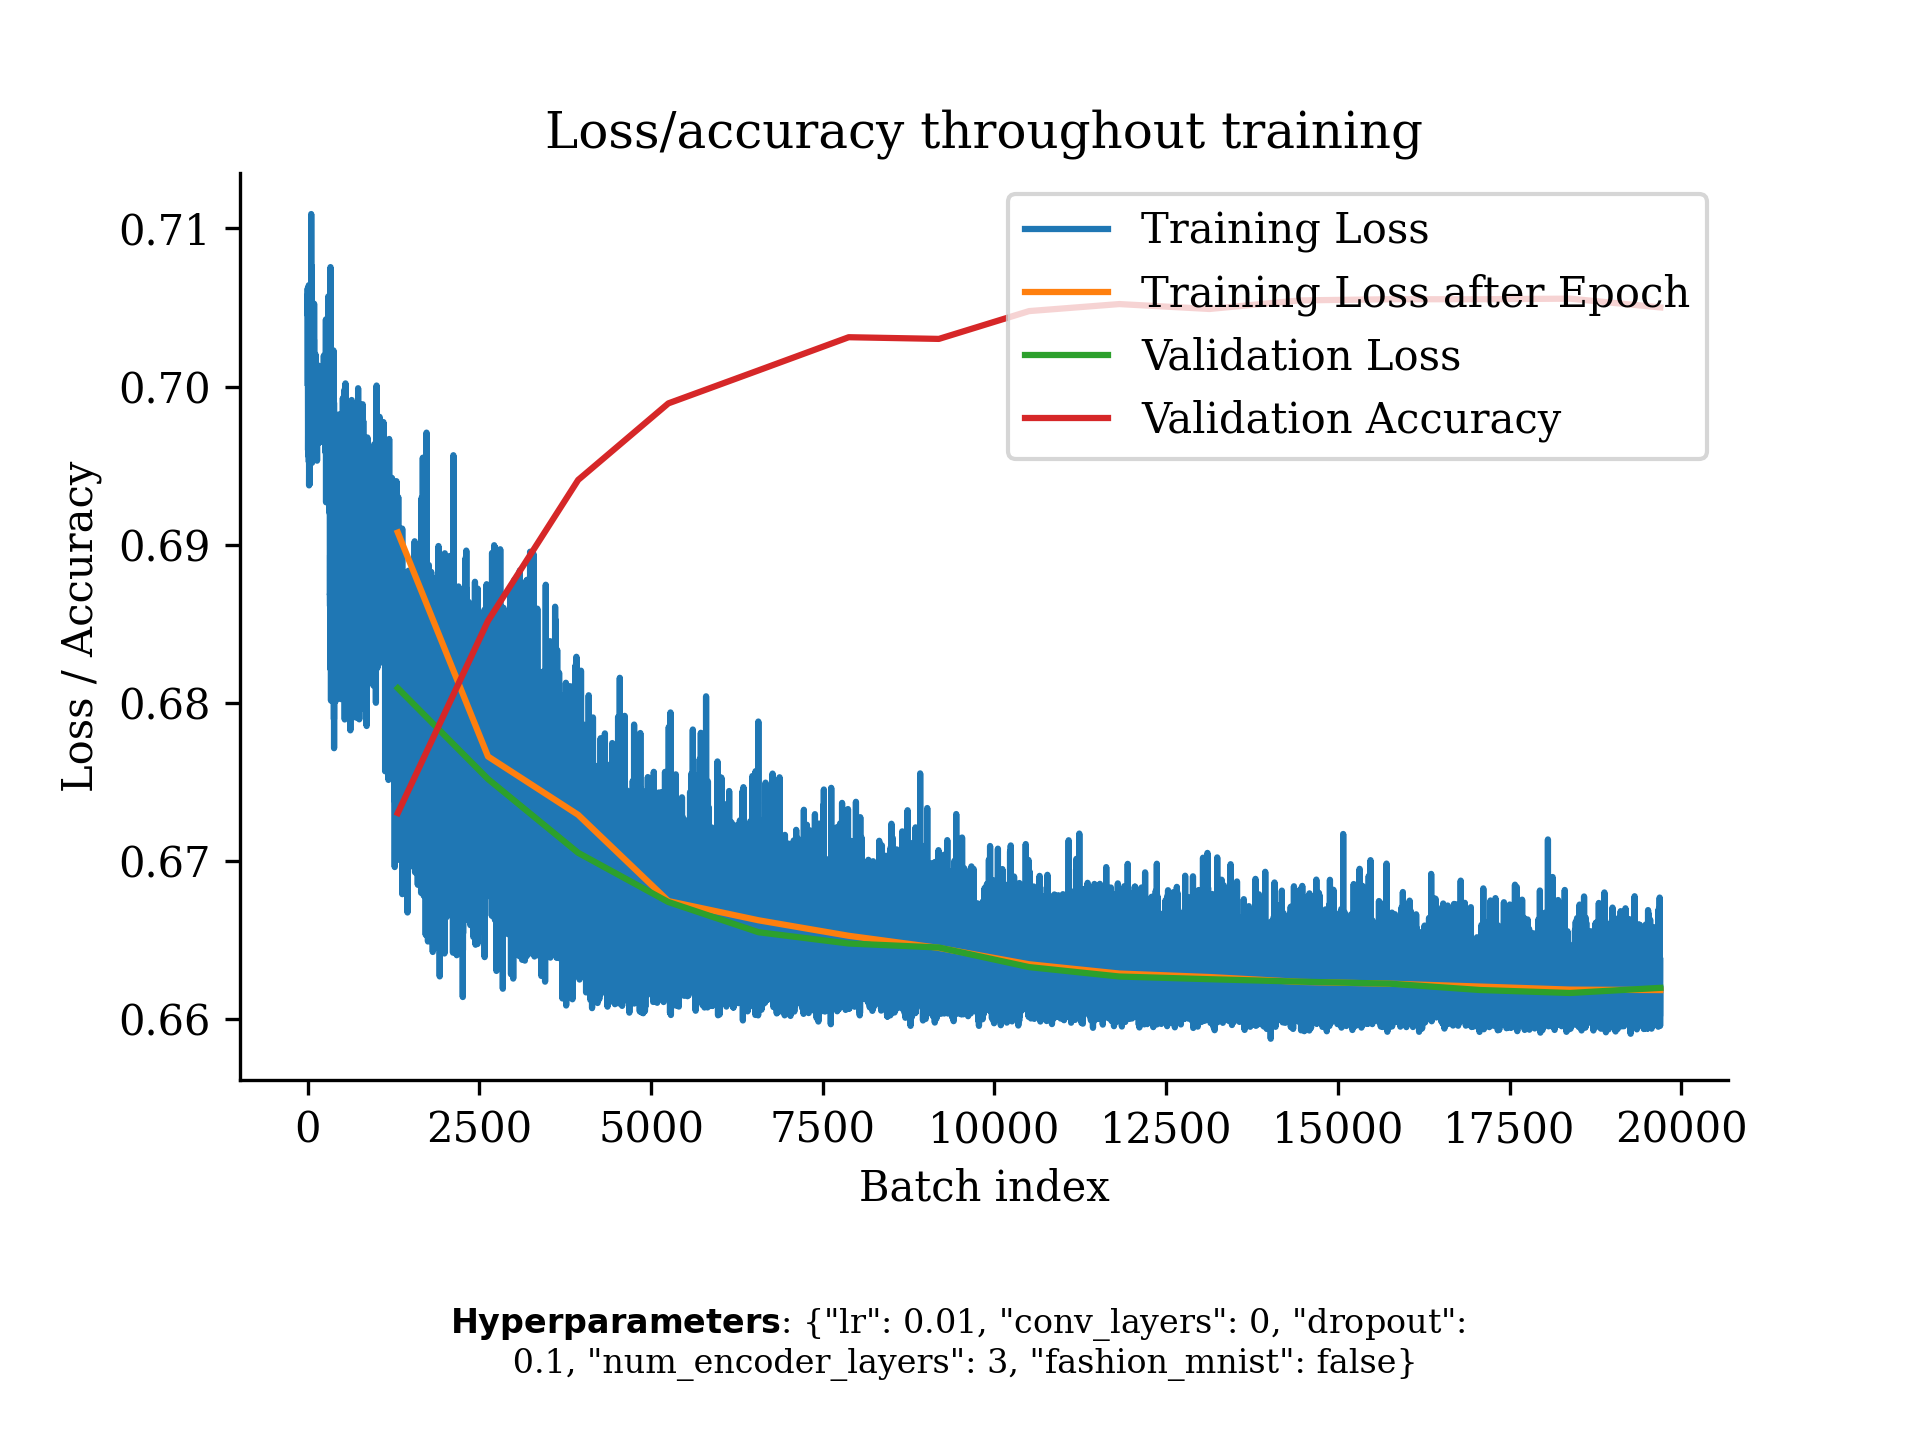 Loss/accuracy throughout training
Training Loss
Training Loss after Epoch
Validation Loss
Validation Accuracy
Loss / Accuracy
0.71
0.70
0.69
0.68
0.67
0.66
0 2500 5000 7500 10000 12500 15000 17500 20000
Batch index
Hyperparameters: {"lr": 0.01, "conv_layers": 0, "dropout":
0.1, "num_encoder_layers": 3, "fashion_mnist": false}